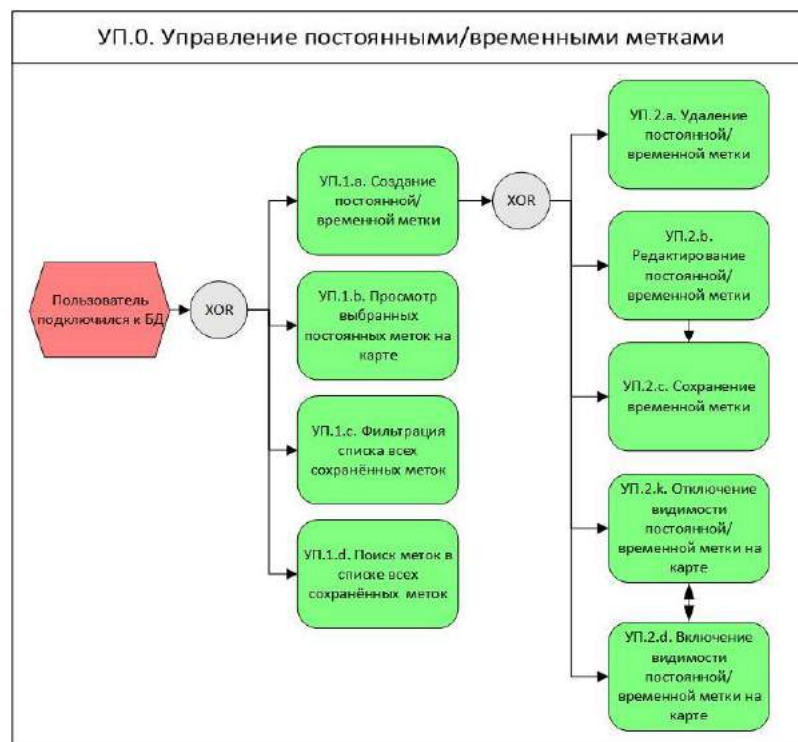 УП.0. Управление постоянными/временными метками
Пользователь
подключился к БД
XOR
УП.1.a. Создание
постоянной/
временной метки
УП.1.b. Просмотр
выбранных
постоянных меток на
карте
УП.1.c. Фильтрация
списка всех
сохранённых меток
УП.1.d. Поиск меток в
списке всех
сохранённых меток
XOR
УП.2.a. Удаление
постоянной/
временной метки
УП.2.b.
Редактирование
постоянной/
временной метки
УП.2.c. Сохранение
временной метки
УП.2.k. Отключение
видимости
постоянной/
временной метки на
карте
УП.2.d. Включение
видимости
постоянной/
временной метки на
карте